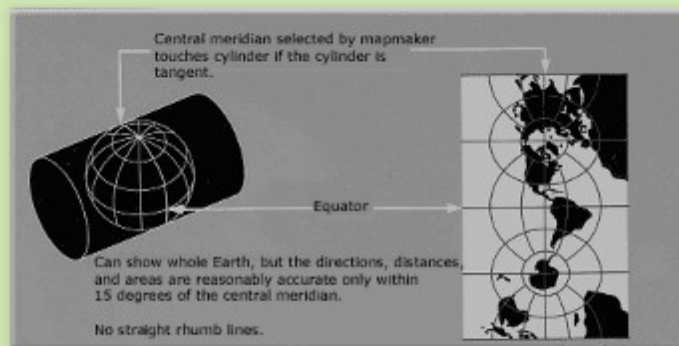 Central meridian selected by mapmaker
touches cylinder if the cylinder is
tangent.
Equator
Can show whole Earth, but the directions, distances,
and areas are reasonably accurate only within
15 degrees of the central meridian.
No straight rhumb lines.